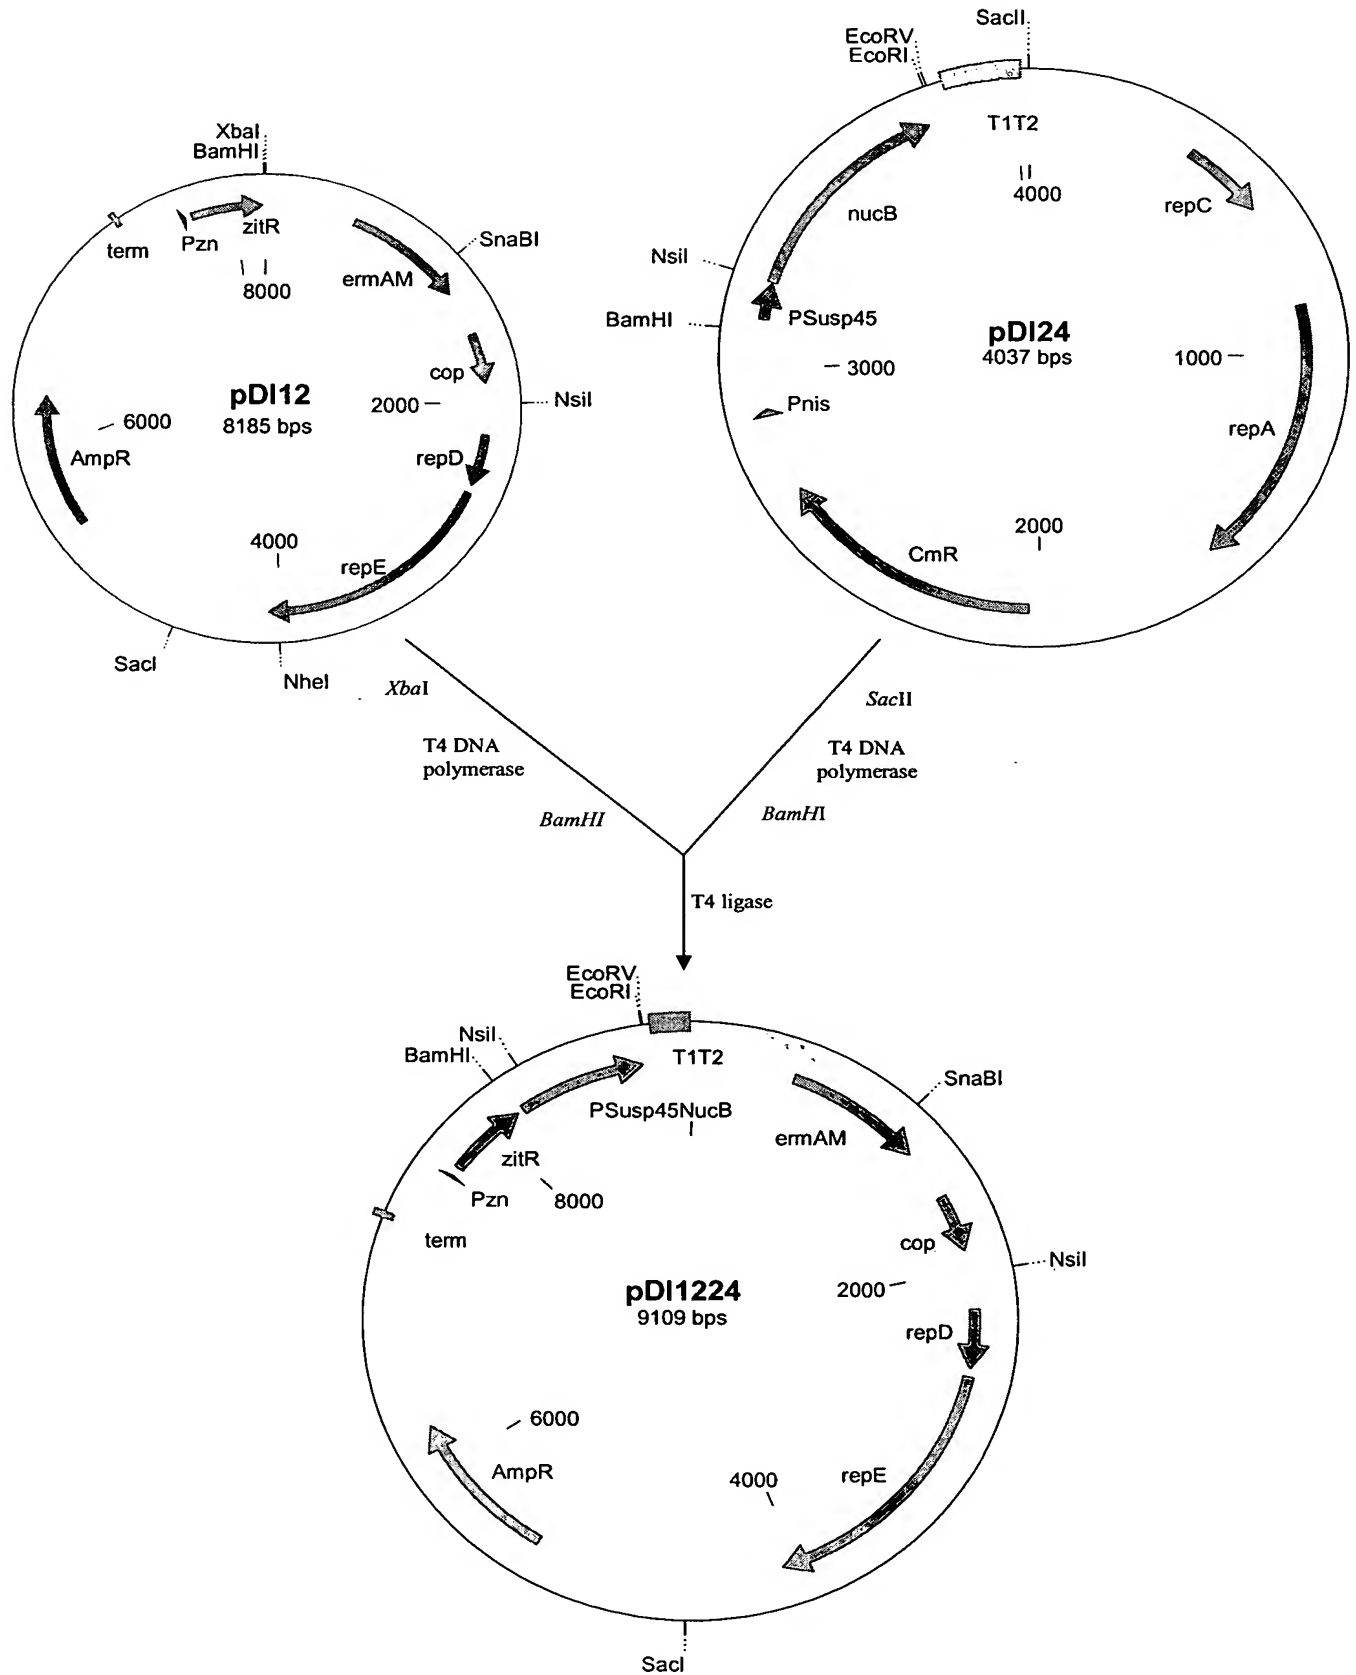 SacII
EcoRV
EcoRI
T1T2
4000
repC
nucB
NsiI
BamHI
PSusp45
pDI24
4037 bps
1000
3000
Pnis
repA
2000
CmR
XbaI
BamHI
zitR
Pzn
term
SnaBI
ermAM
8000
cop
pDI12
8185 bps
2000
NsiI
6000
AmpR
repD
4000
repE
SacI
NheI
XbaI
SacII
T4 DNA
polymerase
T4 DNA
polymerase
BamHI
BamHI
T4 ligase
EcoRV
EcoRI
NsiI
BamHI
T1T2
SnaBI
PSusp45NucB
ermAM
zitR
Pzn
8000
term
cop
NsiI
pDI1224
9109 bps
2000
repD
6000
AmpR
4000
repE
SacI